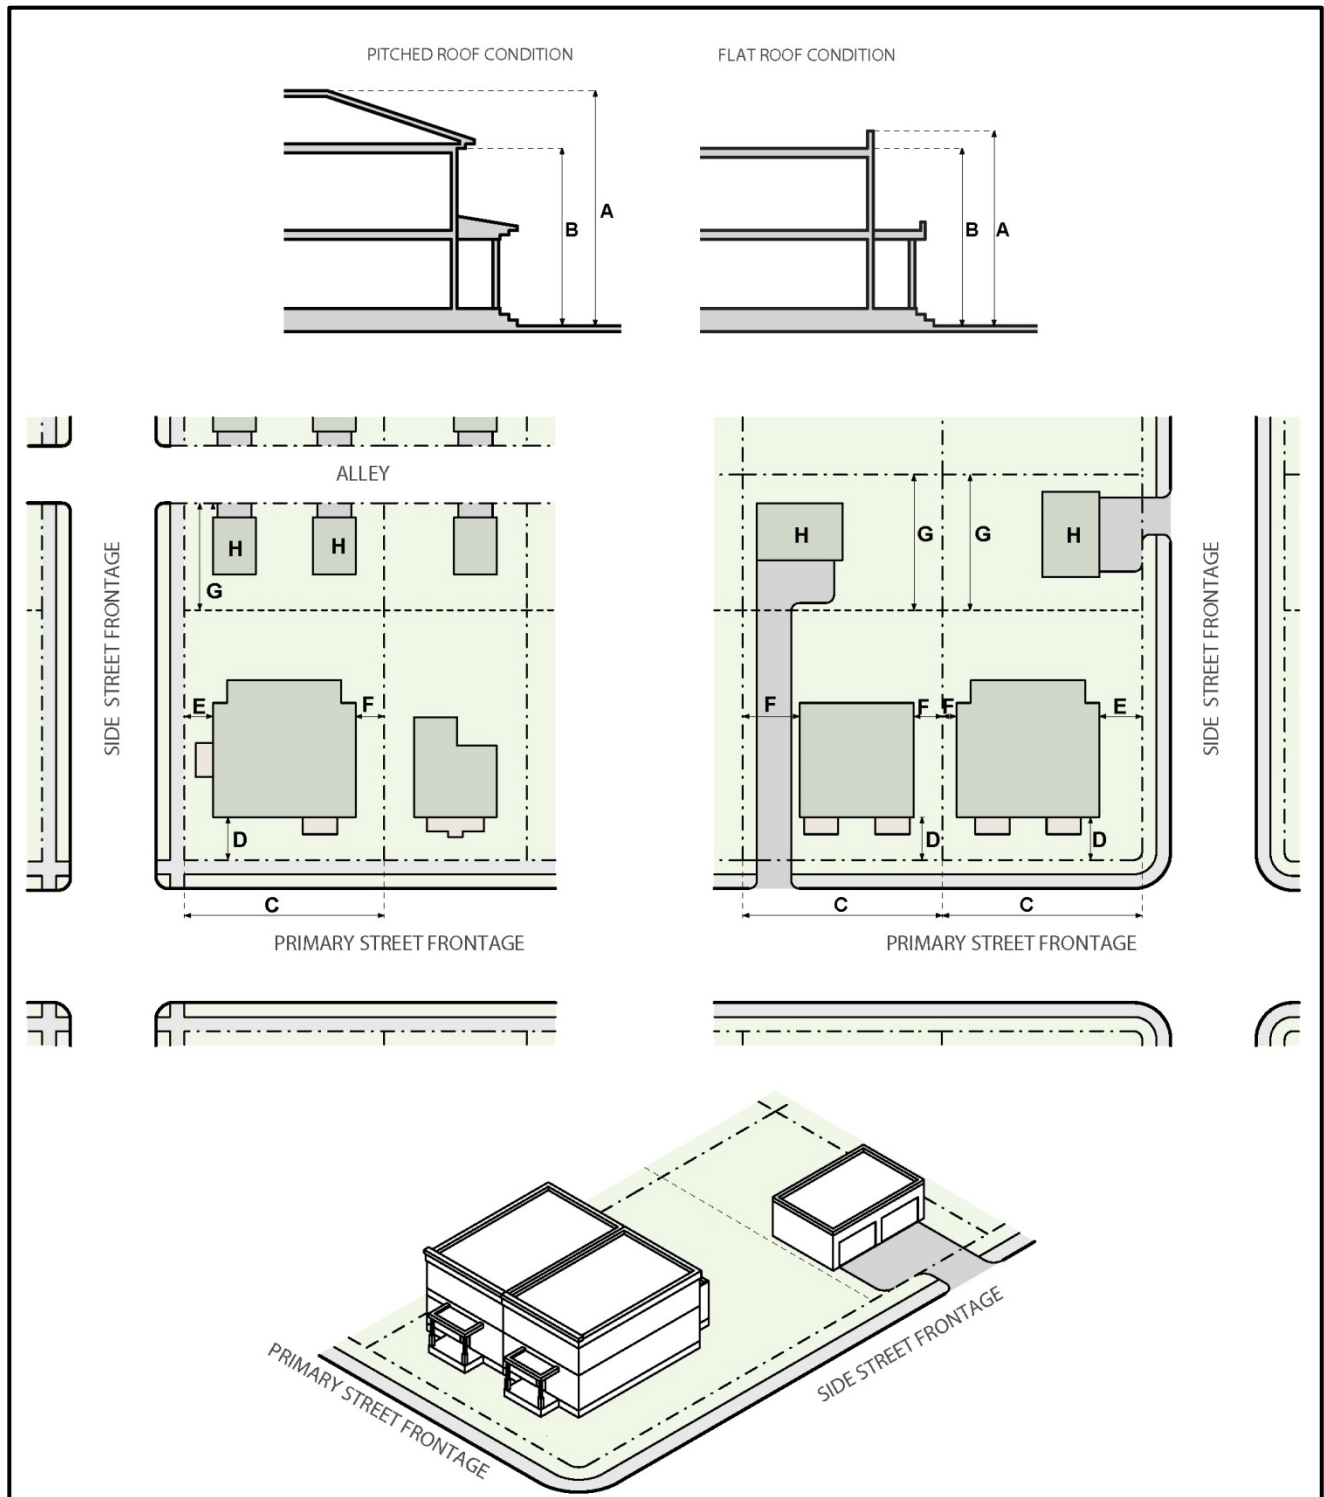 PITCHED ROOF CONDITION
FLAT ROOF CONDITION
A
B
B
A
ALLEY
H
H
G
SIDE STREET FRONTAGE
E
F
D
C
PRIMARY STREET FRONTAGE
H
G
G
H
SIDE STREET FRONTAGE
F
F
F
E
D
D
C
C
PRIMARY STREET FRONTAGE
PRIMARY STREET FRONTAGE
SIDE STREET FRONTAGE